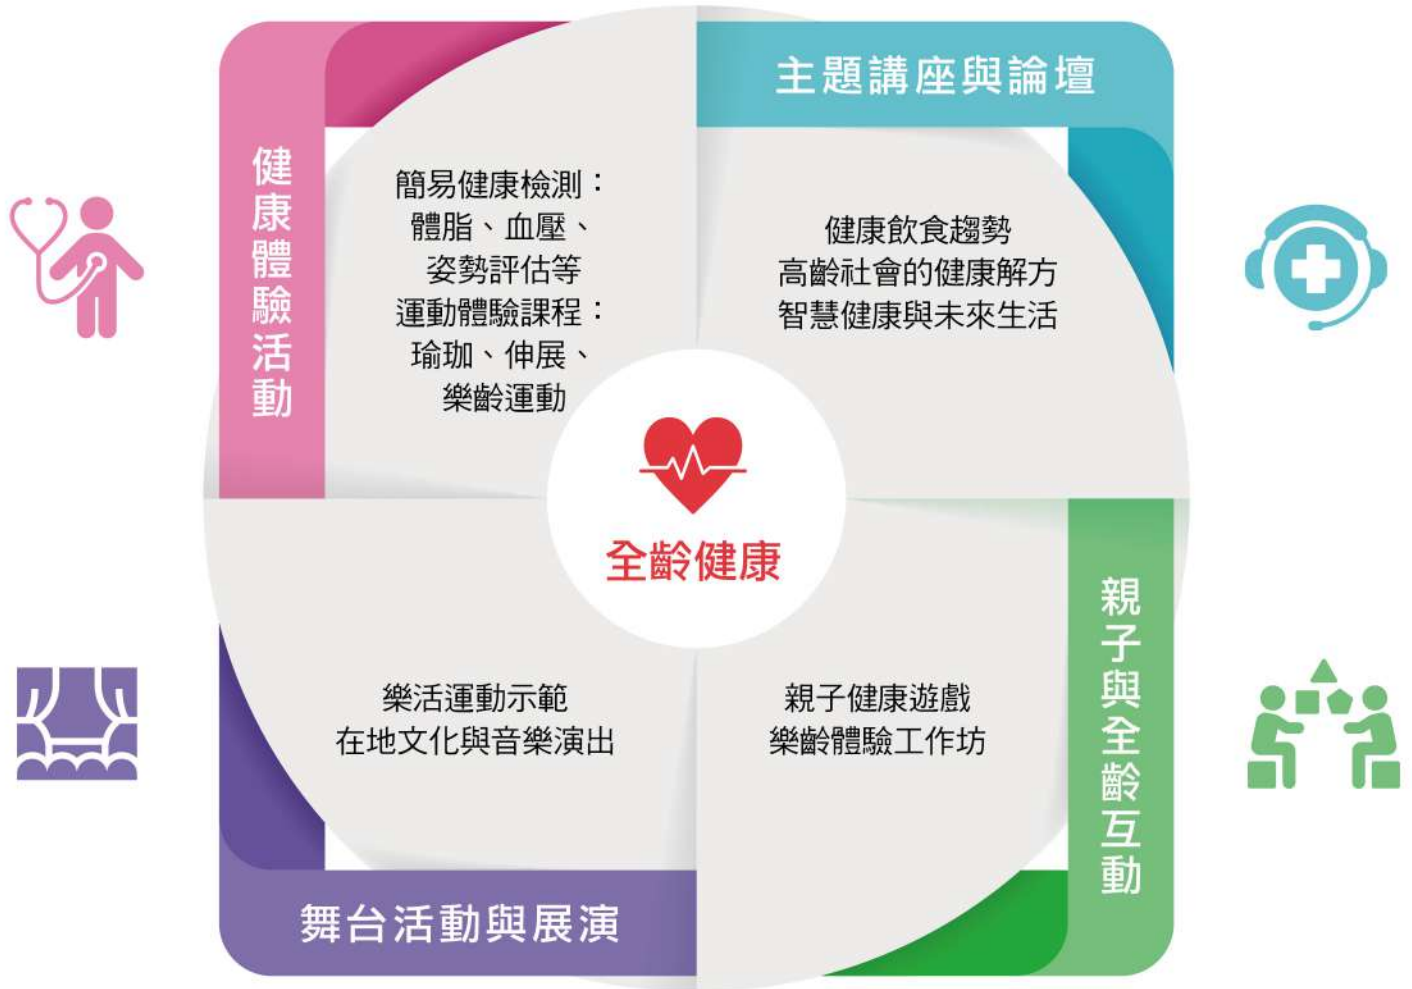 健康體驗活動
簡易健康檢測：
體脂、血壓、
姿勢評估等
運動體驗課程：
瑜珈、伸展、
樂齡運動
主題講座與論壇
健康飲食趨勢
高齡社會的健康解方
智慧健康與未來生活
全齡健康
舞台活動與展演
樂活運動示範
在地文化與音樂演出
親子與全齡互動
親子健康遊戲
樂齡體驗工作坊